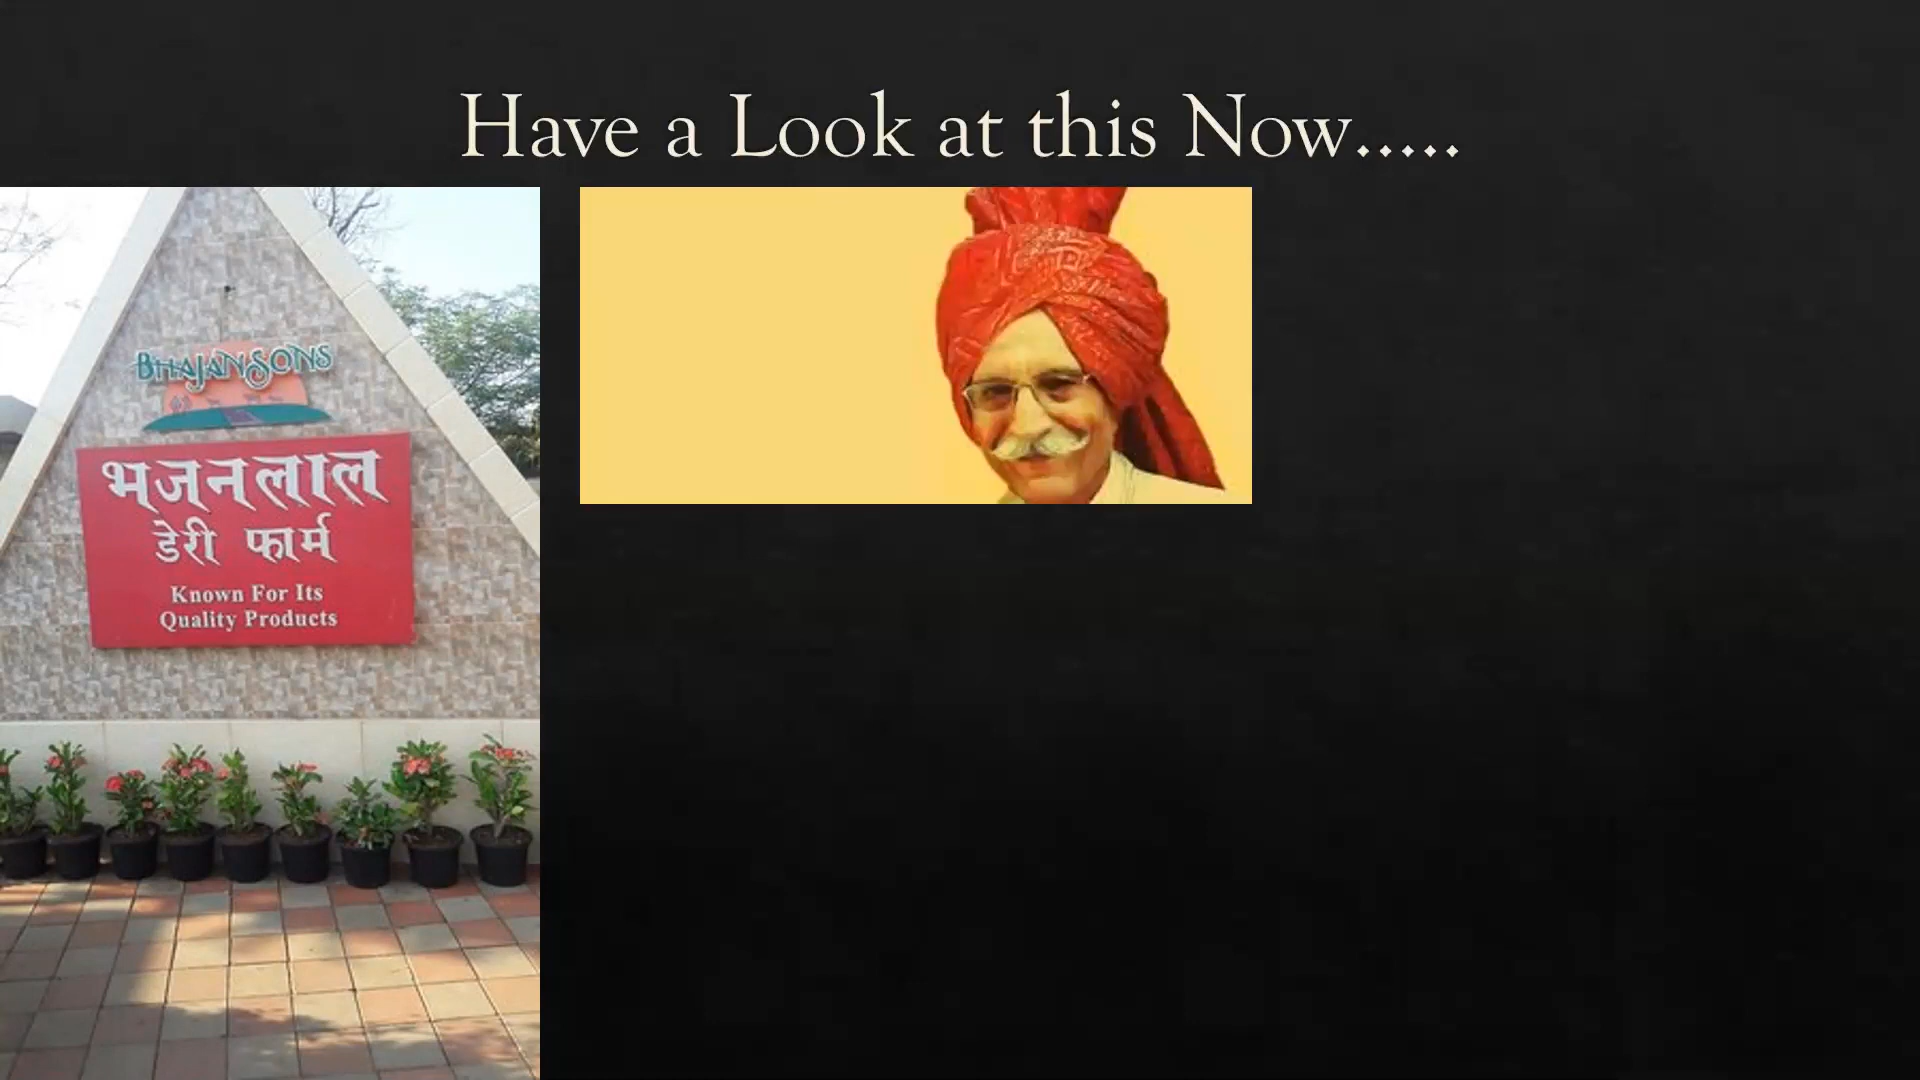 Have a Look at this Now.....
BHAJANSONS
भजनलाल
डेरी फार्म
Known For Its
Quality Products